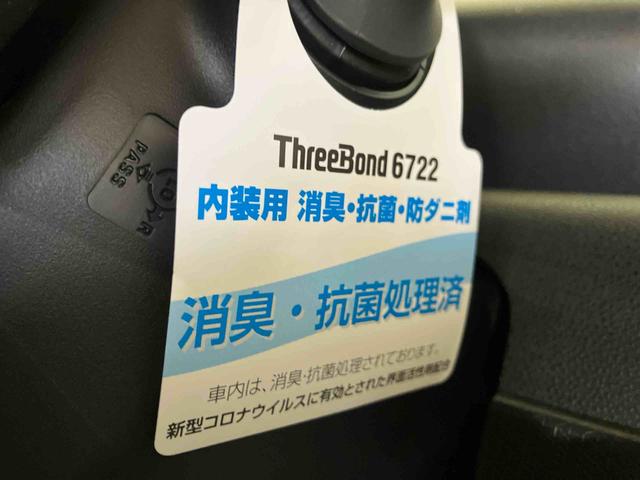 ThreeBond 6722
内装用 消臭・抗菌・防ダニ剤
消臭・抗菌処理済
車内は、消臭・抗菌処理されております。
新型コロナウイルスに有効とされた界面活性剤配合
PASS